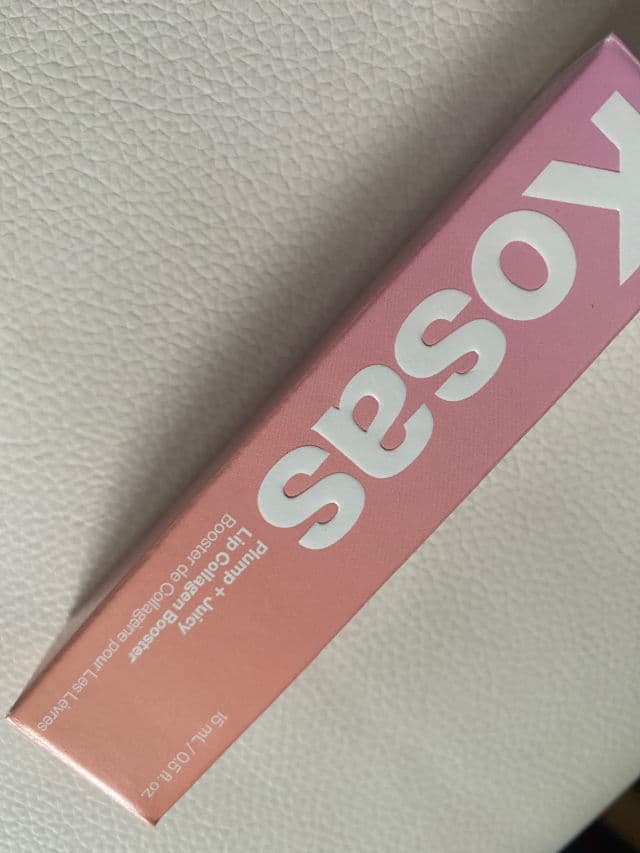 Kosas
Plump + Juicy
Lip Collagen Booster
Booster de Collagène pour Les Lèvres
15 mL / 0.5 fl. oz.